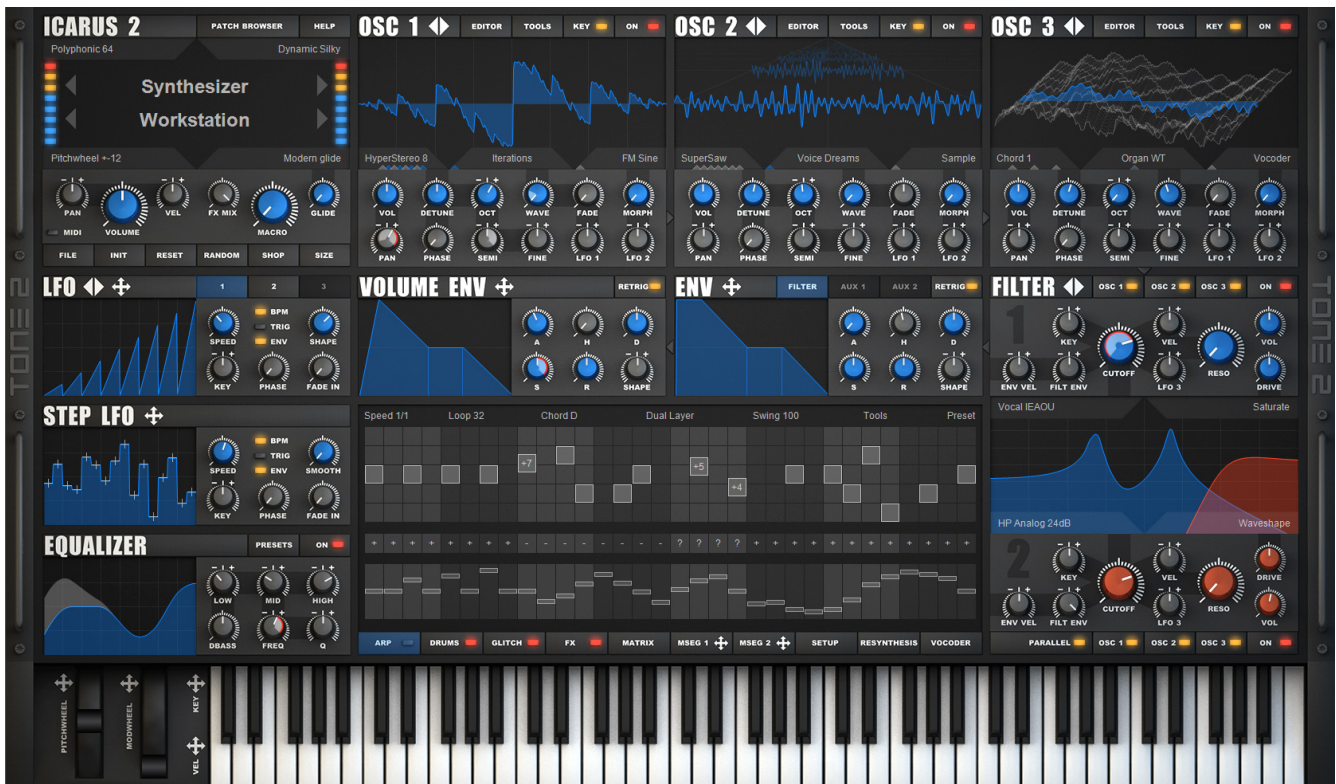 ICARUS 2 PATCH BROWSER HELP
Polyphonic 64 Dynamic Silky
Synthesizer
Workstation
Pitchwheel +-12 Modern glide
PAN VOLUME VEL FX MIX MACRO GLIDE
MIDI
FILE INIT RESET RANDOM SHOP SIZE
OSC 1 EDITOR TOOLS KEY ON
HyperStereo 8 Iterations FM Sine
VOL DETUNE OCT WAVE FADE MORPH
PAN PHASE SEMI FINE LFO 1 LFO 2
OSC 2 EDITOR TOOLS KEY ON
SuperSaw Voice Dreams Sample
VOL DETUNE OCT WAVE FADE MORPH
PAN PHASE SEMI FINE LFO 1 LFO 2
OSC 3 EDITOR TOOLS KEY ON
Chord 1 Organ WT Vocoder
VOL DETUNE OCT WAVE FADE MORPH
PAN PHASE SEMI FINE LFO 1 LFO 2
TONE 2
TONE 2
LFO 1 2 3
SPEED BPM TRIG ENV SHAPE
KEY PHASE FADE IN
VOLUME ENV RETRIG
A H D
S SHAPE
ENV FILTER AUX 1 AUX 2 RETRIG
A H D
S R SHAPE
FILTER OSC 1 OSC 2 OSC 3 ON
1
KEY CUTOFF VEL RESO VOL
ENV VEL FILT ENV LFO 3 DRIVE
Vocal IEAOU Saturate
HP Analog 24dB Waveshape
2
KEY CUTOFF VEL RESO DRIVE
ENV VEL FILT ENV LFO 3 VOL
PARALLEL OSC 1 OSC 2 OSC 3 ON
STEP LFO
SPEED BPM TRIG ENV SMOOTH
KEY PHASE FADE IN
EQUALIZER PRESETS ON
LOW MID HIGH
DBASS FREQ Q
Speed 1/1 Loop 32 Chord D Dual Layer Swing 100 Tools Preset
+7 +5 +4
+ + + + + + + + - - - - - - - - ? ? ? ? + + + + + + + + + + + +
ARP DRUMS GLITCH FX MATRIX MSEG 1 MSEG 2 SETUP RESYNTHESIS VOCODER
PITCHWHEEL
MODWHEEL
KEY
VEL